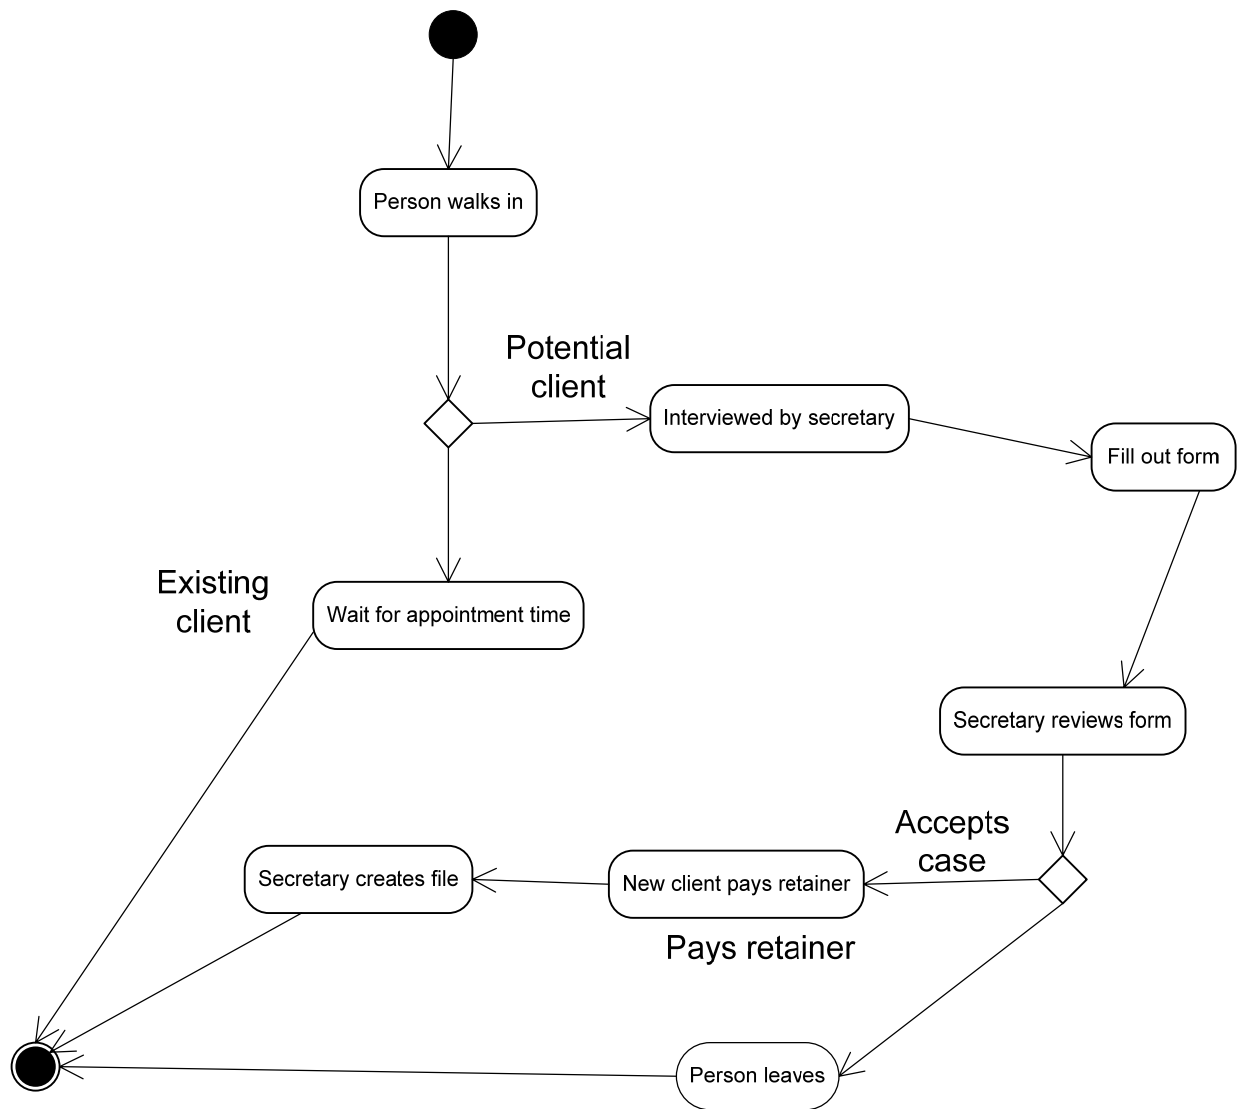 Person walks in
Potential
client
Interviewed by secretary
Fill out form
Existing
client
Wait for appointment time
Secretary reviews form
Accepts
case
Secretary creates file
New client pays retainer
Pays retainer
Person leaves